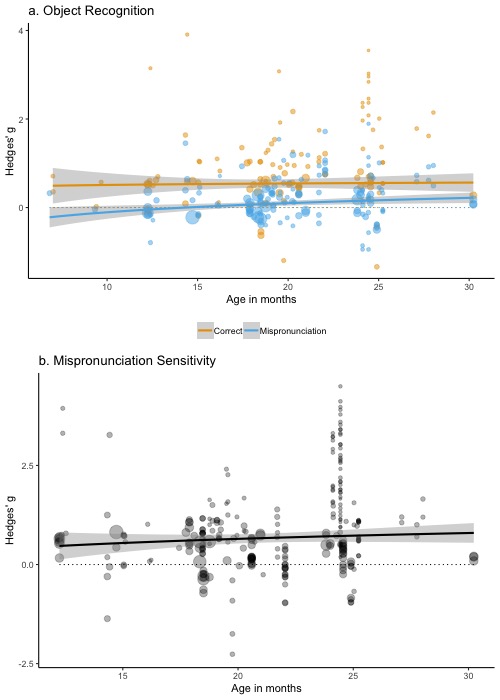 a. Object Recognition
Hedges' g
4
2
0
10
15
20
25
30
Age in months
Correct
Mispronunciation
b. Mispronunciation Sensitivity
Hedges' g
2.5
0.0
-2.5
15
20
25
30
Age in months